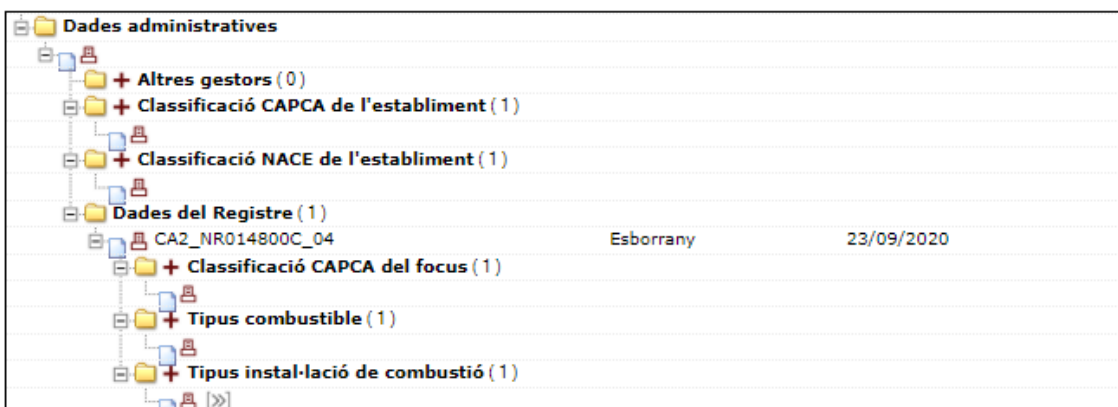 Dades administratives
Altres gestors (0)
Classificació CAPCA de l'establiment (1)
Classificació NACE de l'establiment (1)
Dades del Registre (1)
CA2_NR014800C_04 Esborrany 23/09/2020
Classificació CAPCA del focus (1)
Tipus combustible (1)
Tipus instal·lació de combustió (1)
[»]